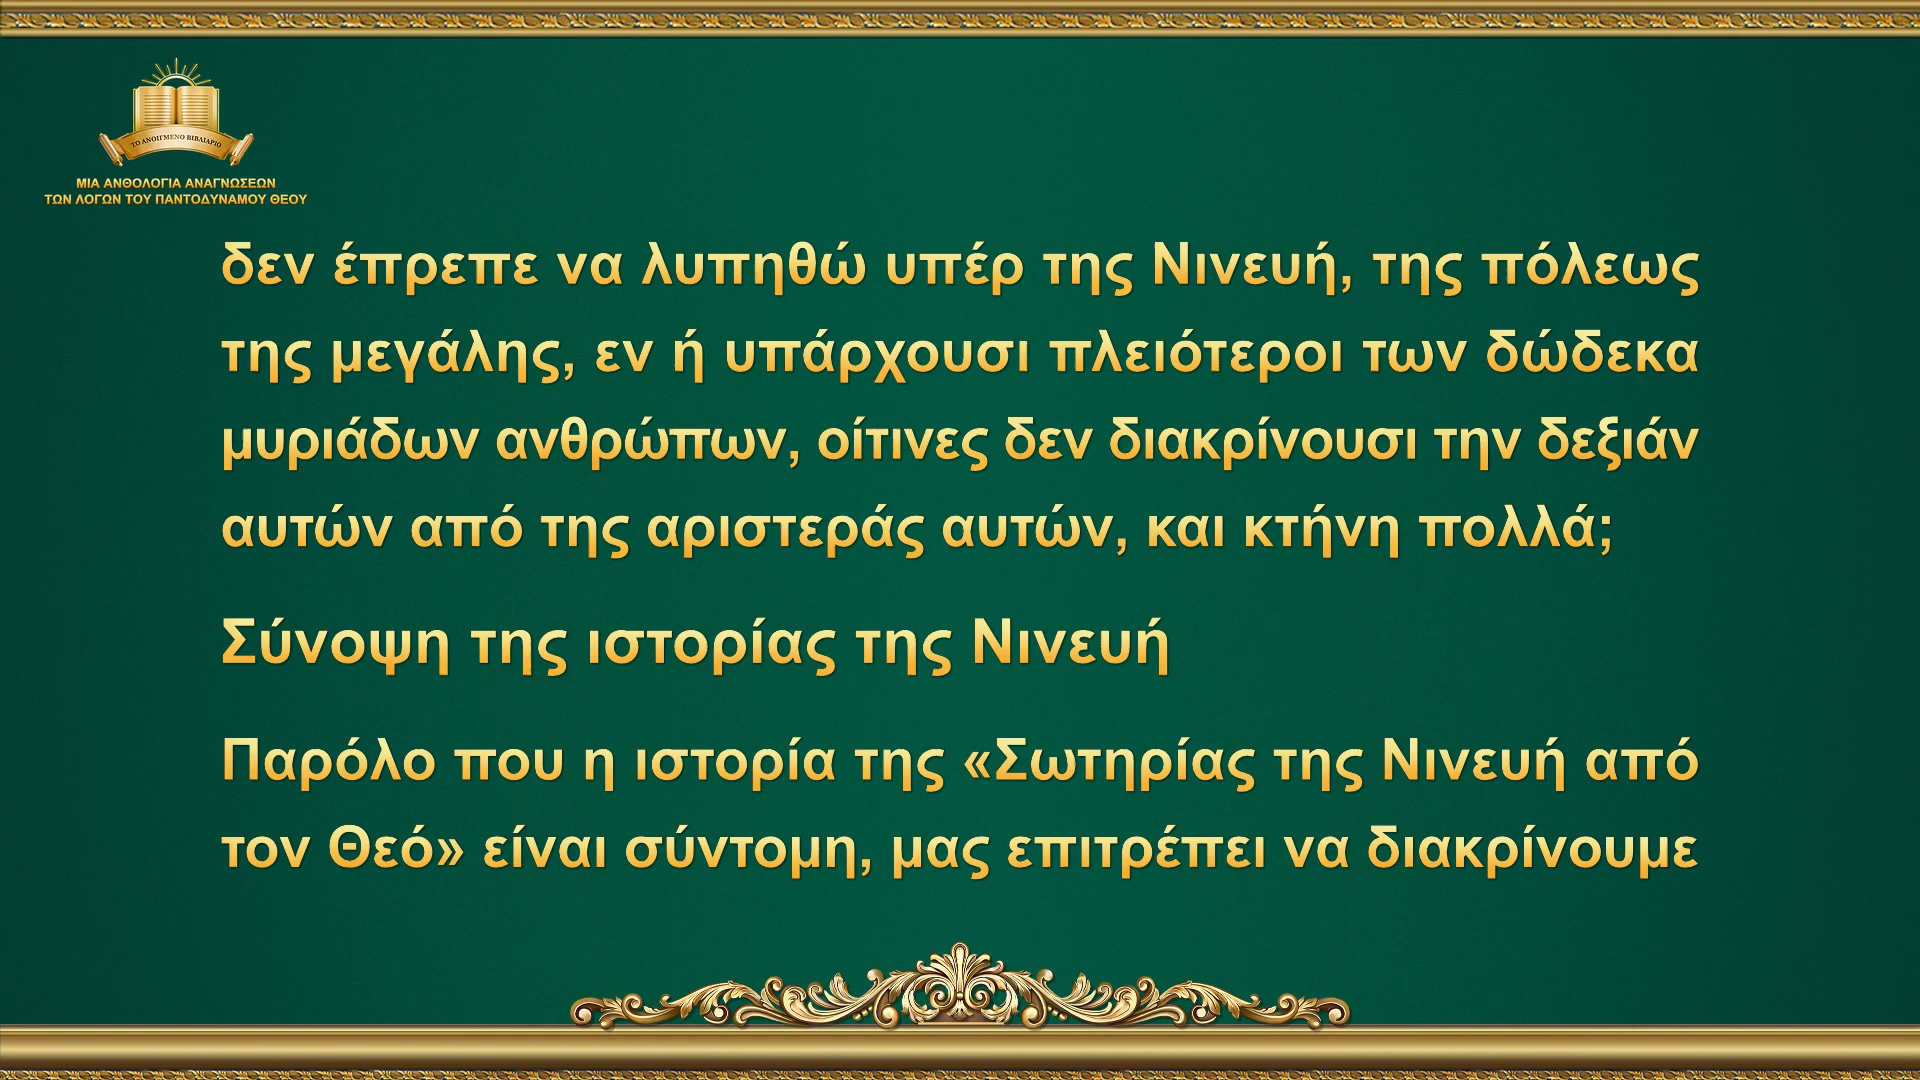 ΤΟ ΑΝΟΙΓΜΕΝΟ ΒΙΒΛΙΑΡΙΟ
ΜΙΑ ΑΝΘΟΛΟΓΙΑ ΑΝΑΓΝΩΣΕΩΝ
ΤΩΝ ΛΟΓΩΝ ΤΟΥ ΠΑΝΤΟΔΥΝΑΜΟΥ ΘΕΟΥ
δεν έπρεπε να λυπηθώ υπέρ της Νινευή, της πόλεως
της μεγάλης, εν ή υπάρχουσι πλειότεροι των δώδεκα
μυριάδων ανθρώπων, οίτινες δεν διακρίνουσι την δεξιάν
αυτών από της αριστεράς αυτών, και κτήνη πολλά;
Σύνοψη της ιστορίας της Νινευή
Παρόλο που η ιστορία της «Σωτηρίας της Νινευή από
τον Θεό» είναι σύντομη, μας επιτρέπει να διακρίνουμε